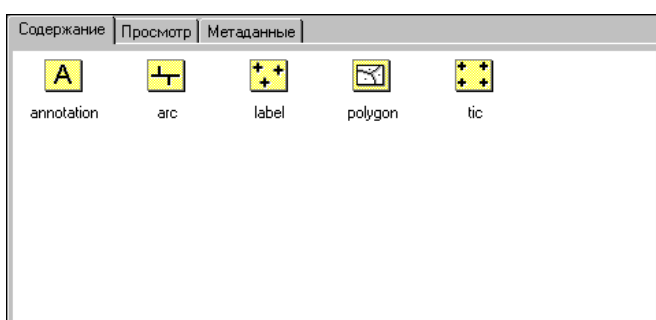 Содержание Просмотр Метаданные
A
annotation arc label polygon tic